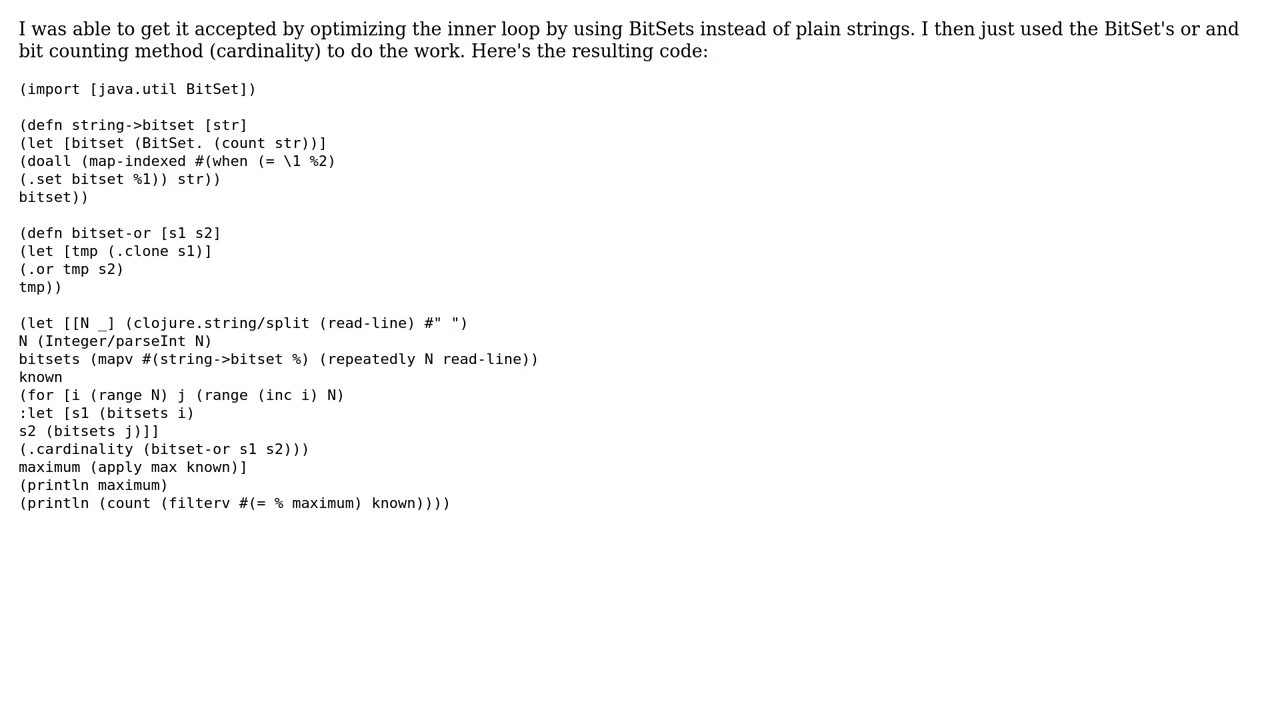 I was able to get it accepted by optimizing the inner loop by using BitSets instead of plain strings. I then just used the BitSet's or and
bit counting method (cardinality) to do the work. Here's the resulting code:
(import [java.util BitSet])
(defn string->bitset [str]
(let [bitset (BitSet. (count str))]
(doall (map-indexed #(when (= \1 %2)
(.set bitset %1)) str))
bitset))
(defn bitset-or [s1 s2]
(let [tmp (.clone s1)]
(.or tmp s2)
tmp))
(let [[N _] (clojure.string/split (read-line) #" ")
N (Integer/parseInt N)
bitsets (mapv #(string->bitset %) (repeatedly N read-line))
known
(for [i (range N) j (range (inc i) N)
:let [s1 (bitsets i)
s2 (bitsets j)]]
(.cardinality (bitset-or s1 s2)))
maximum (apply max known)]
(println maximum)
(println (count (filterv #(= % maximum) known))))